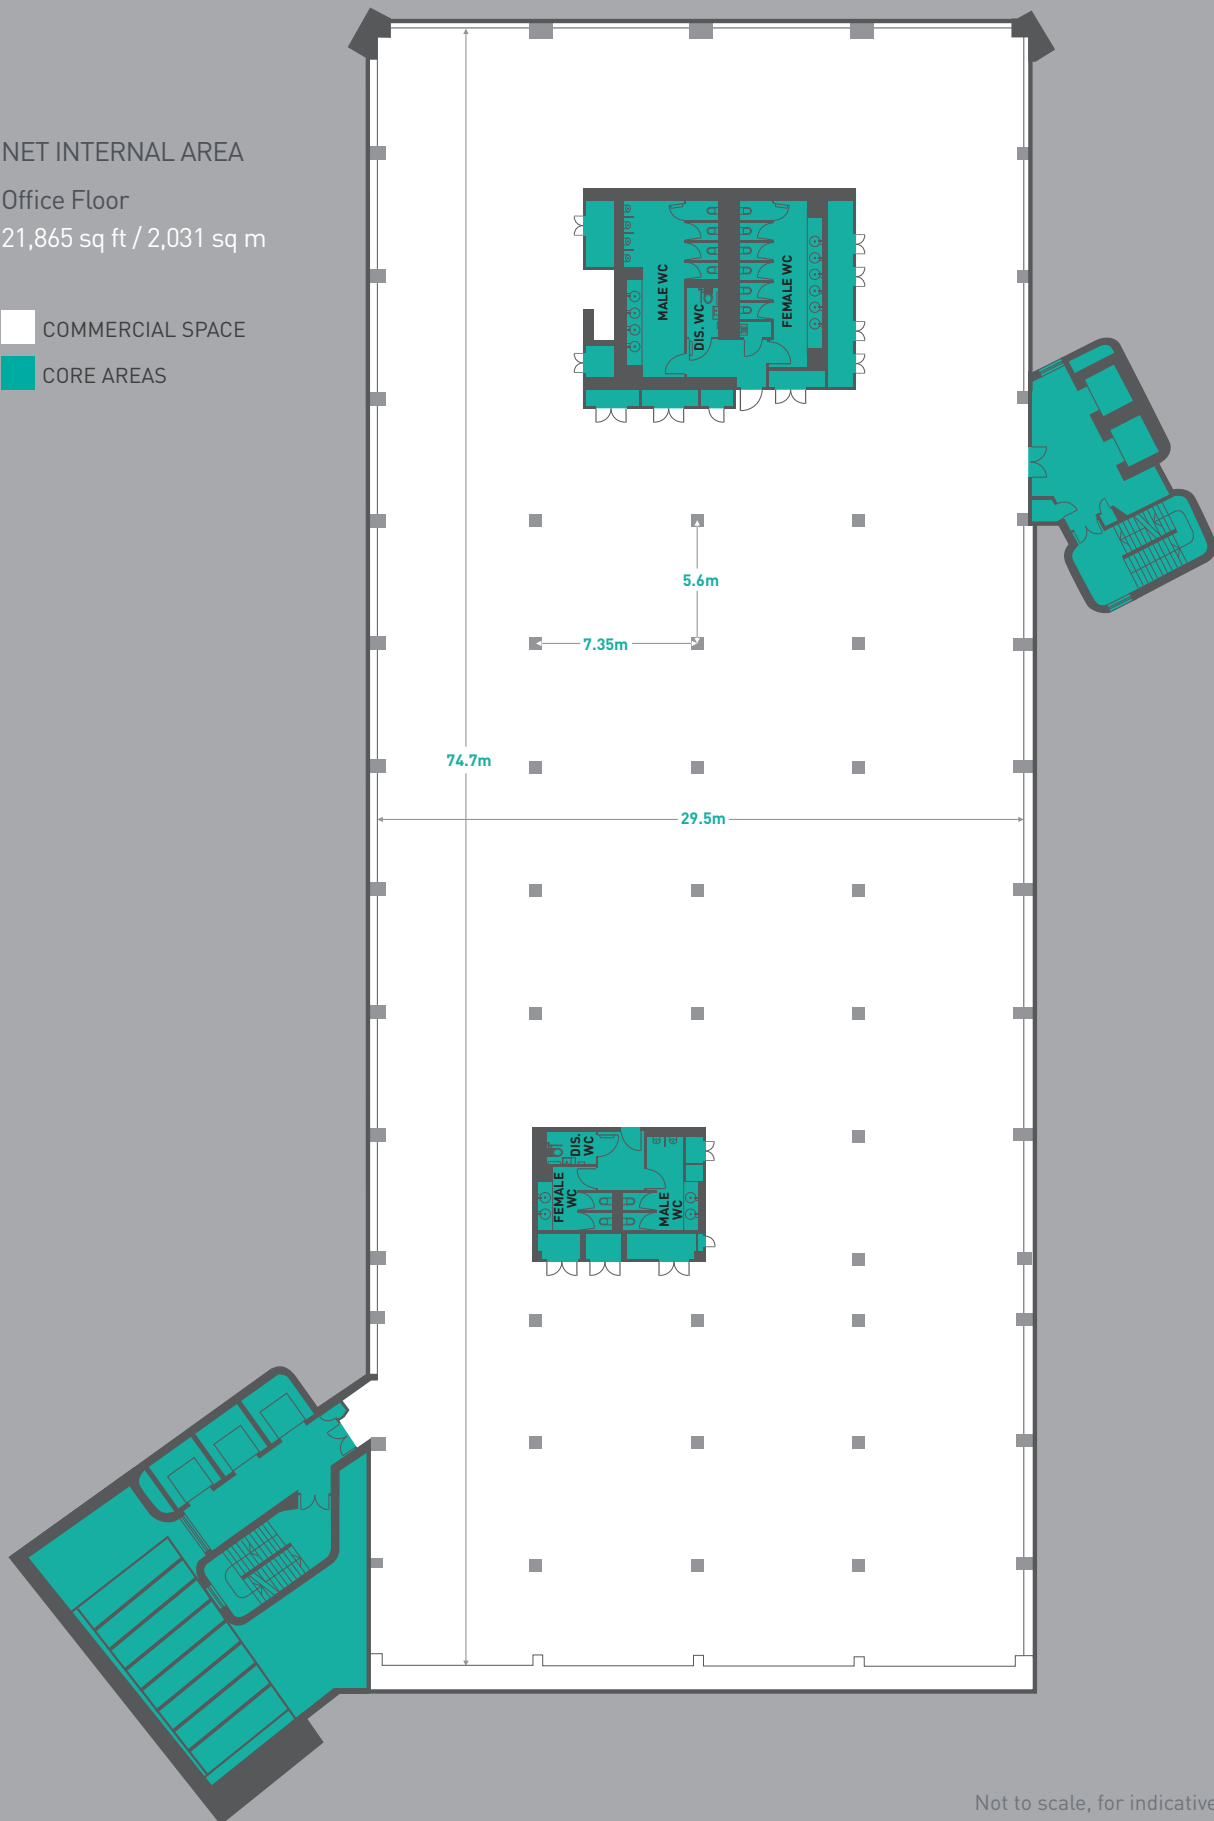 NET INTERNAL AREA
Office Floor
21,865 sq ft / 2,031 sq m
COMMERCIAL SPACE
CORE AREAS
MALE WC
DIS. WC
FEMALE WC
5.6m
7.35m
74.7m
29.5m
DIS.
WC
FEMALE
WC
MALE
WC
Not to scale, for indicative